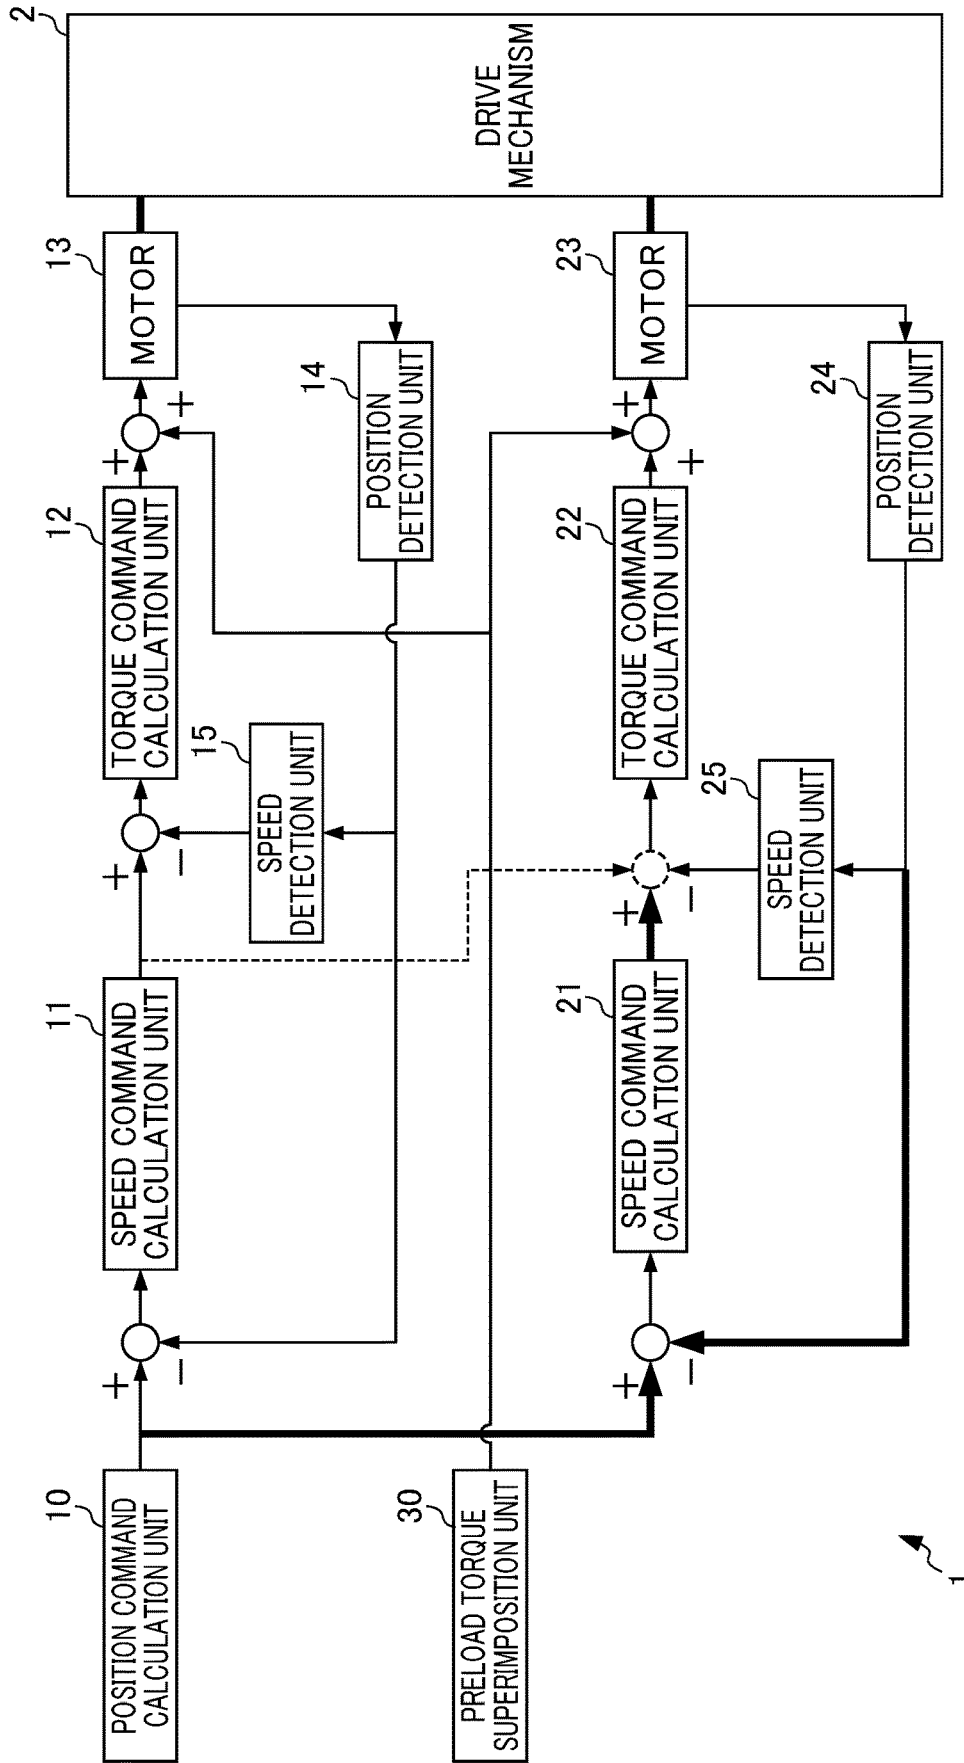 10
POSITION COMMAND
CALCULATION UNIT
+
−
11
SPEED COMMAND
CALCULATION UNIT
+
−
12
TORQUE COMMAND
CALCULATION UNIT
+
+
13
MOTOR
2
DRIVE
MECHANISM
14
POSITION
DETECTION UNIT
15
SPEED
DETECTION UNIT
30
PRELOAD TORQUE
SUPERIMPOSITION UNIT
+
−
21
SPEED COMMAND
CALCULATION UNIT
+
−
22
TORQUE COMMAND
CALCULATION UNIT
+
+
23
MOTOR
24
POSITION
DETECTION UNIT
25
SPEED
DETECTION UNIT
1